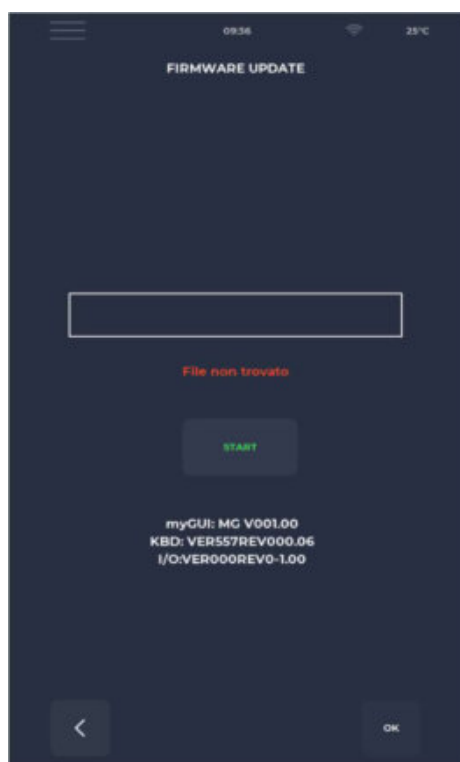 09:56
25°C
FIRMWARE UPDATE
File non trovato
START
myGUI: MG V001.00
KBD: VER557REV000.06
I/O:VER000REV0-1.00
OK